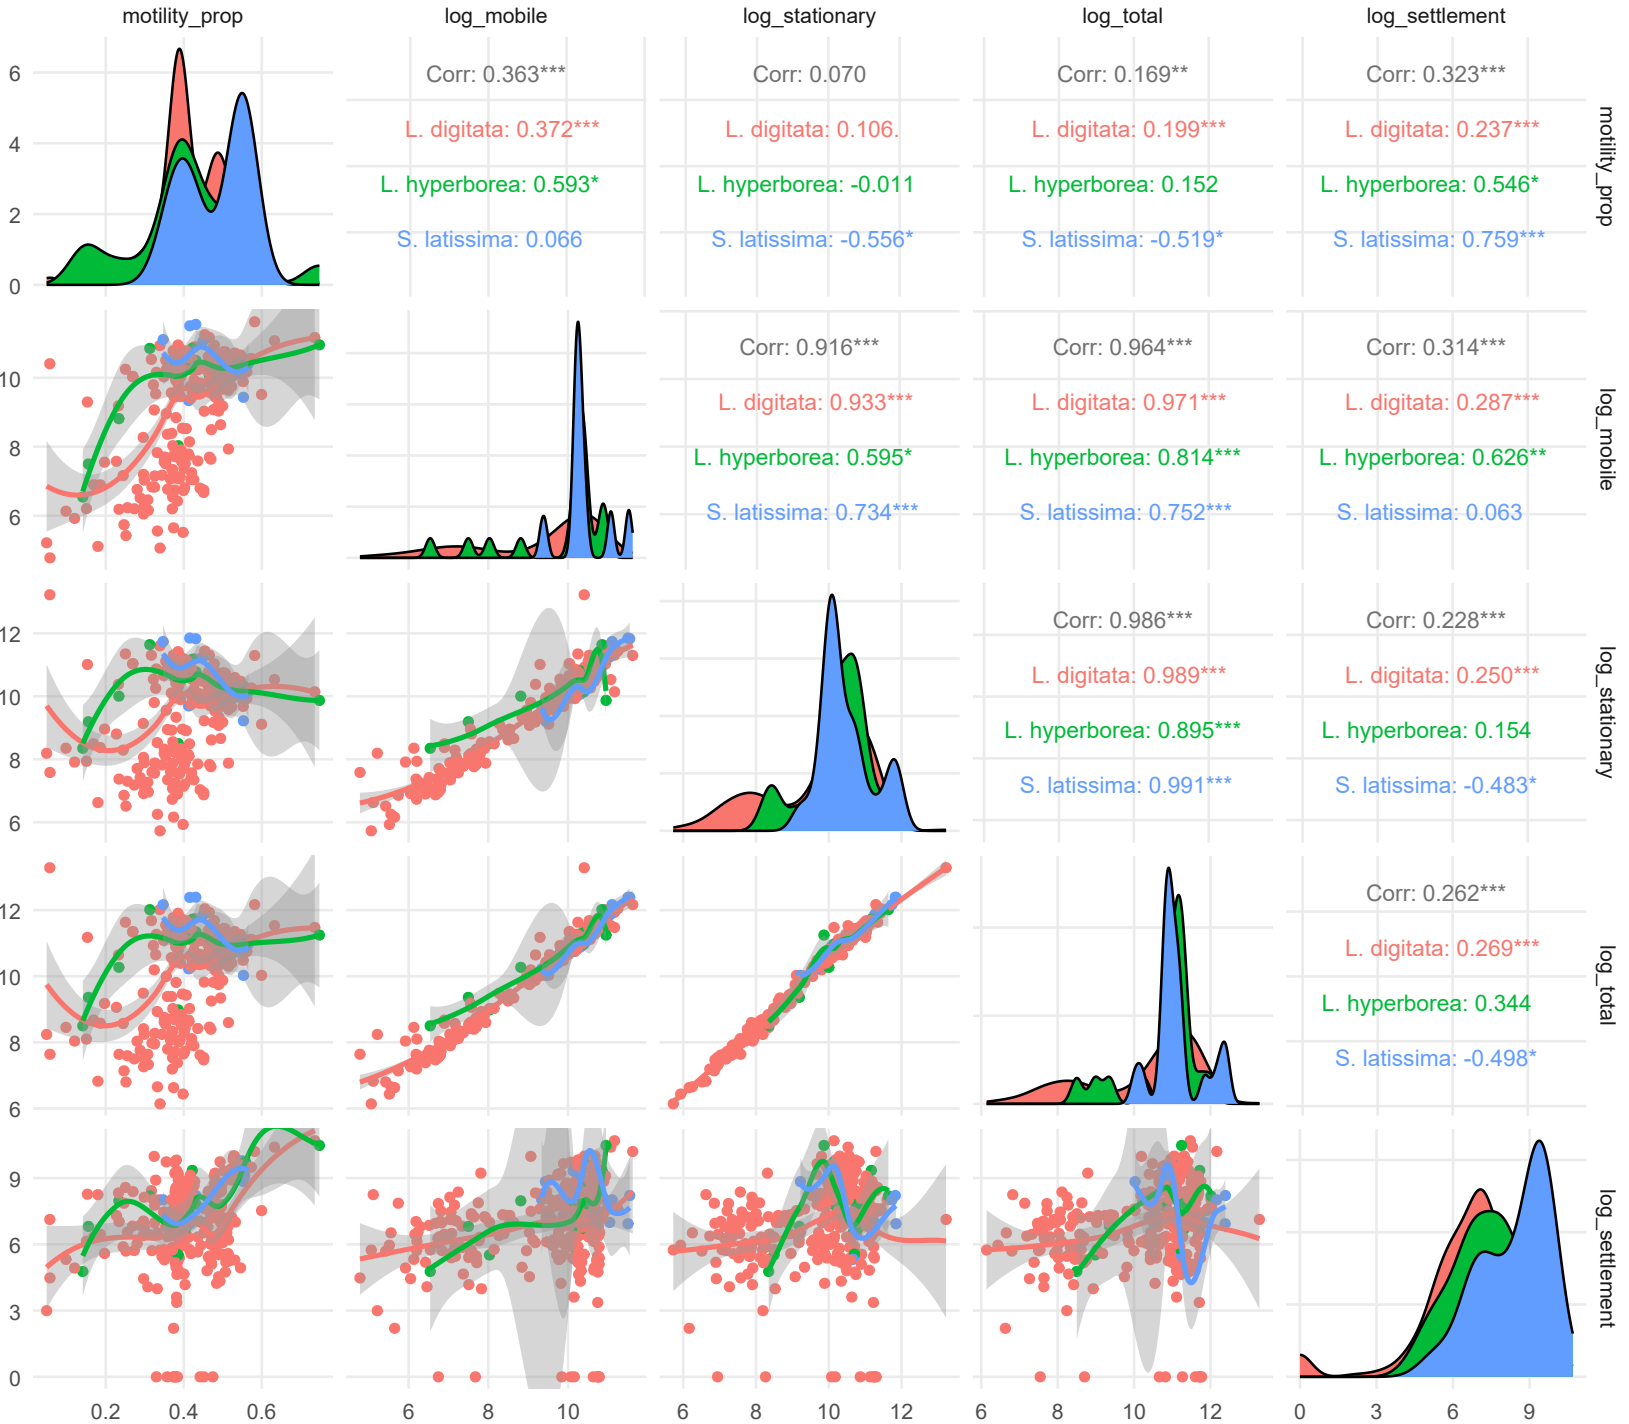 motility_prop log_mobile log_stationary log_total log_settlement
6
4
2
0
Corr: 0.363***
L. digitata: 0.372***
L. hyperborea: 0.593*
S. latissima: 0.066
Corr: 0.070
L. digitata: 0.106.
L. hyperborea: -0.011
S. latissima: -0.556*
Corr: 0.169**
L. digitata: 0.199***
L. hyperborea: 0.152
S. latissima: -0.519*
Corr: 0.323***
L. digitata: 0.237***
L. hyperborea: 0.546*
S. latissima: 0.759***
motility_prop
10
8
6
Corr: 0.916***
L. digitata: 0.933***
L. hyperborea: 0.595*
S. latissima: 0.734***
Corr: 0.964***
L. digitata: 0.971***
L. hyperborea: 0.814***
S. latissima: 0.752***
Corr: 0.314***
L. digitata: 0.287***
L. hyperborea: 0.626**
S. latissima: 0.063
log_mobile
12
10
8
6
Corr: 0.986***
L. digitata: 0.989***
L. hyperborea: 0.895***
S. latissima: 0.991***
Corr: 0.228***
L. digitata: 0.250***
L. hyperborea: 0.154
S. latissima: -0.483*
log_stationary
12
10
8
6
Corr: 0.262***
L. digitata: 0.269***
L. hyperborea: 0.344
S. latissima: -0.498*
log_total
9
6
3
0
log_settlement
0.2 0.4 0.6 6 8 10 6 8 10 12 6 8 10 12 0 3 6 9